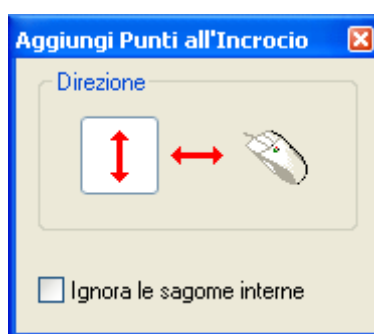 Aggiungi Punti all'Incrocio
Direzione
Ignora le sagome interne